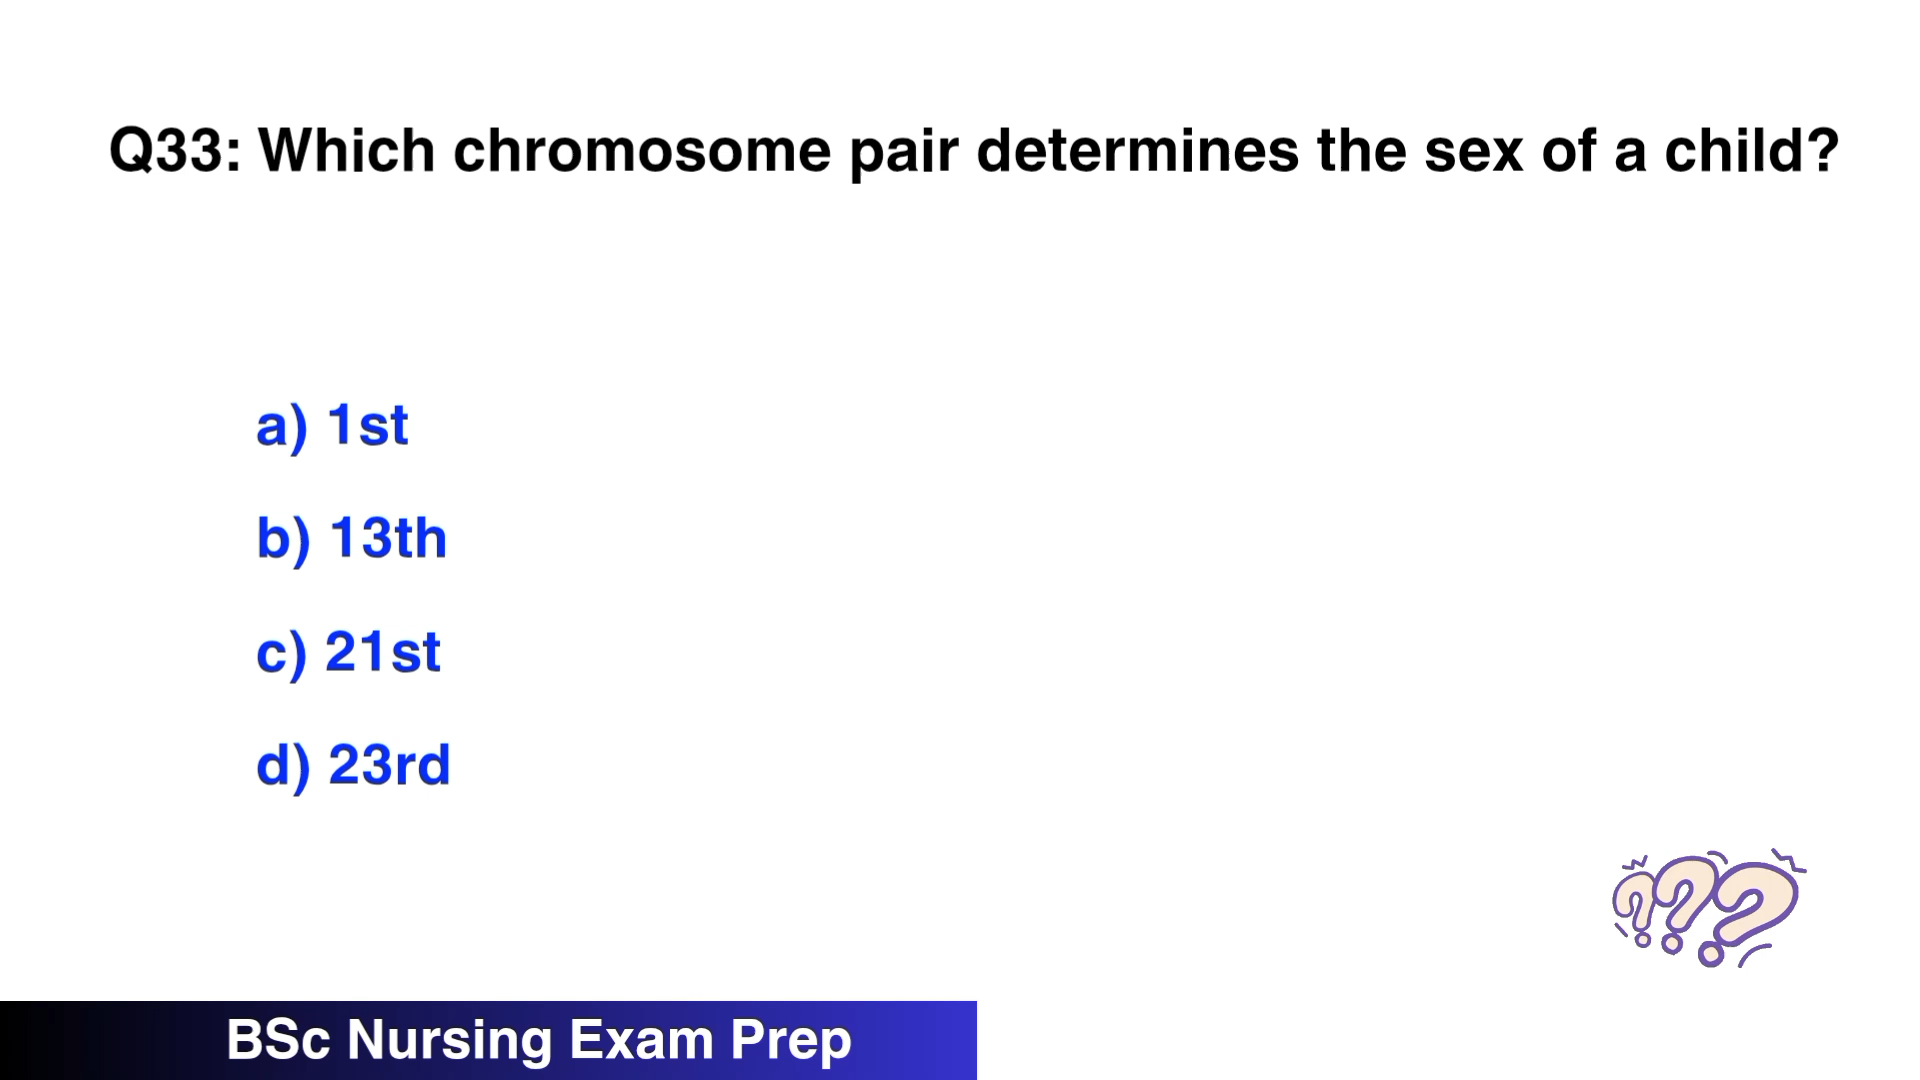 Q33: Which chromosome pair determines the sex of a child?
a) 1st
b) 13th
c) 21st
d) 23rd
???
BSc Nursing Exam Prep